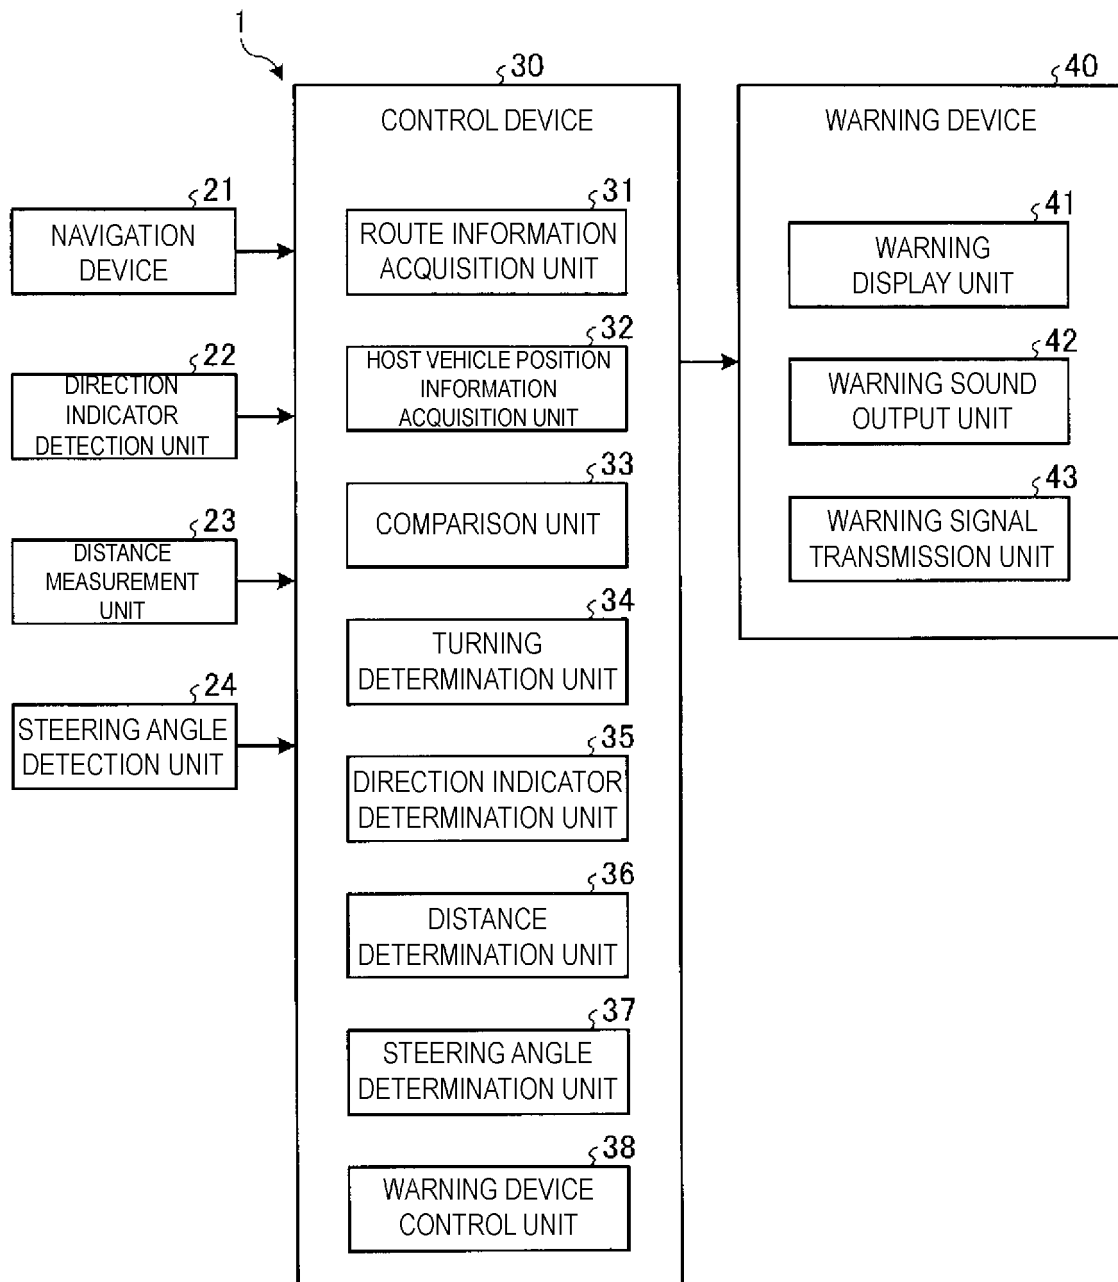 1
30
CONTROL DEVICE
40
WARNING DEVICE
21
NAVIGATION
DEVICE
22
DIRECTION
INDICATOR
DETECTION UNIT
23
DISTANCE
MEASUREMENT
UNIT
24
STEERING ANGLE
DETECTION UNIT
31
ROUTE INFORMATION
ACQUISITION UNIT
32
HOST VEHICLE POSITION
INFORMATION
ACQUISITION UNIT
33
COMPARISON UNIT
34
TURNING
DETERMINATION UNIT
35
DIRECTION INDICATOR
DETERMINATION UNIT
36
DISTANCE
DETERMINATION UNIT
37
STEERING ANGLE
DETERMINATION UNIT
38
WARNING DEVICE
CONTROL UNIT
41
WARNING
DISPLAY UNIT
42
WARNING SOUND
OUTPUT UNIT
43
WARNING SIGNAL
TRANSMISSION UNIT